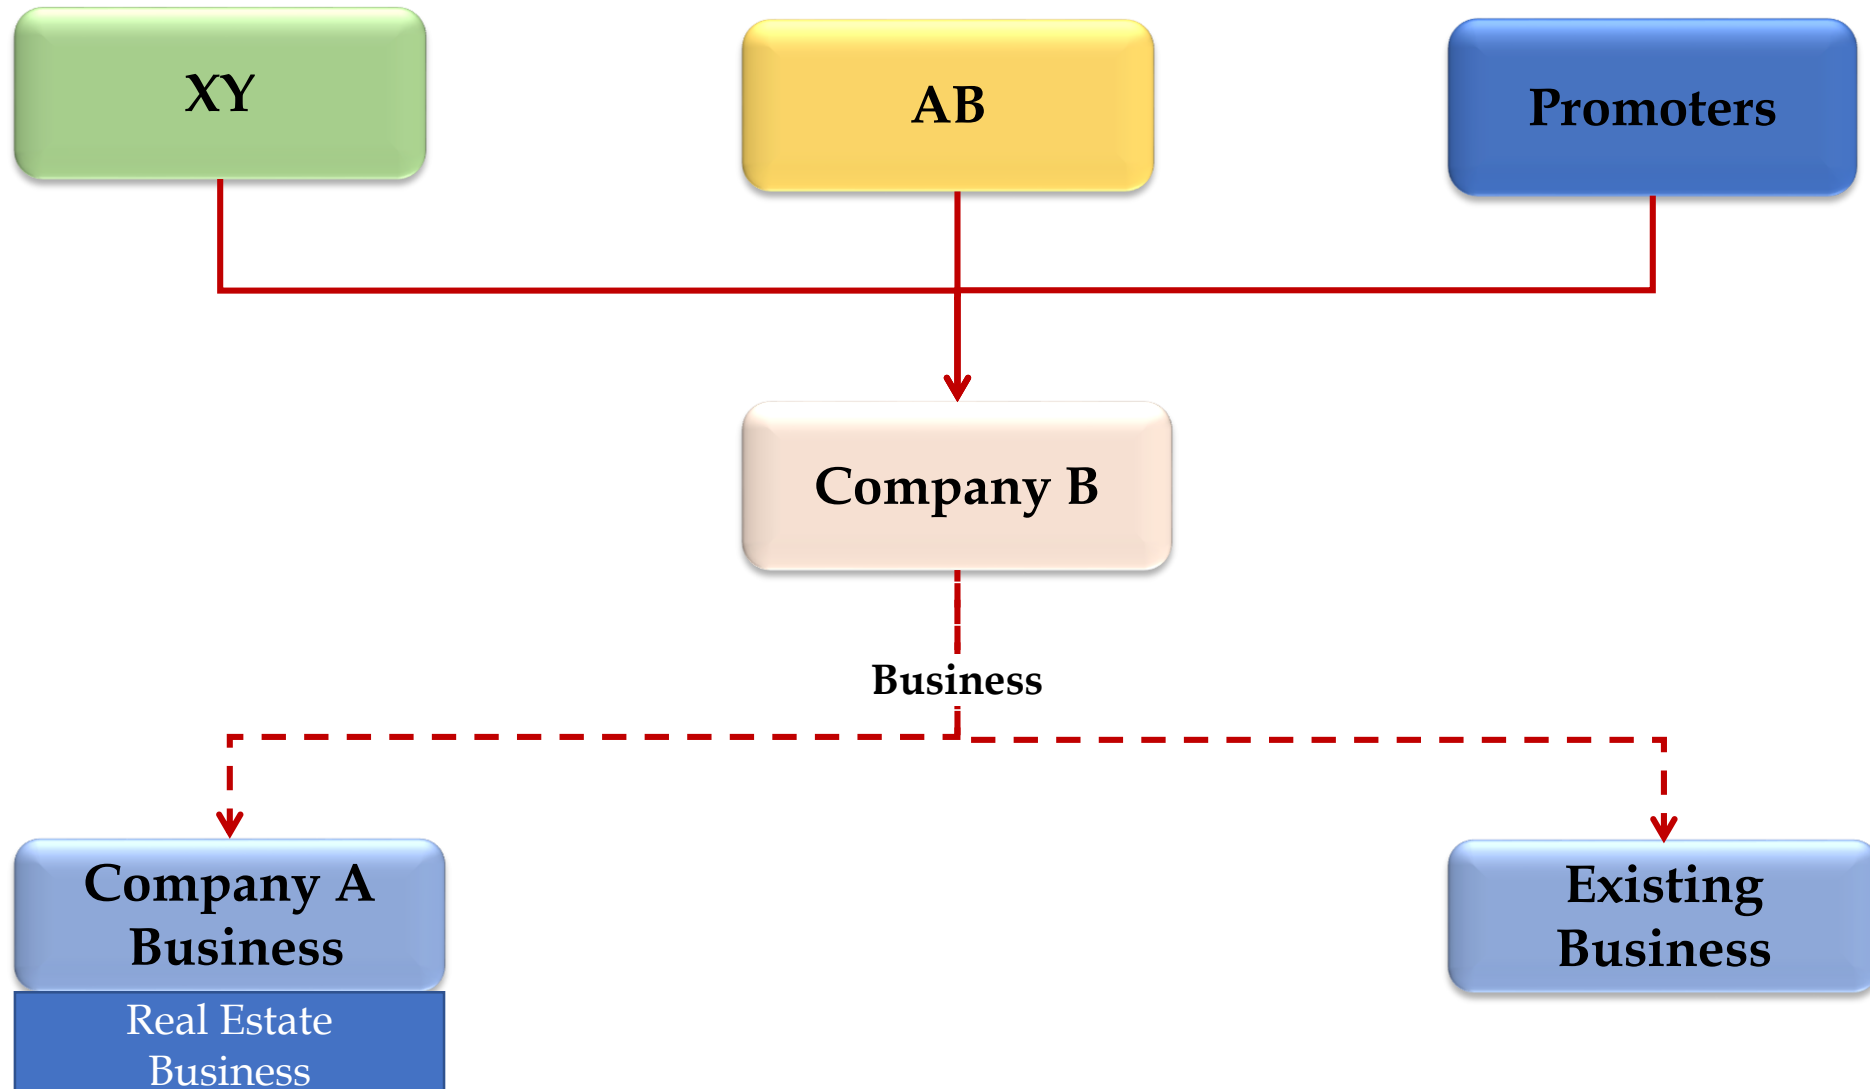 XY
AB
Promoters
Company B
Business
Company A
Business
Real Estate
Business
Existing
Business